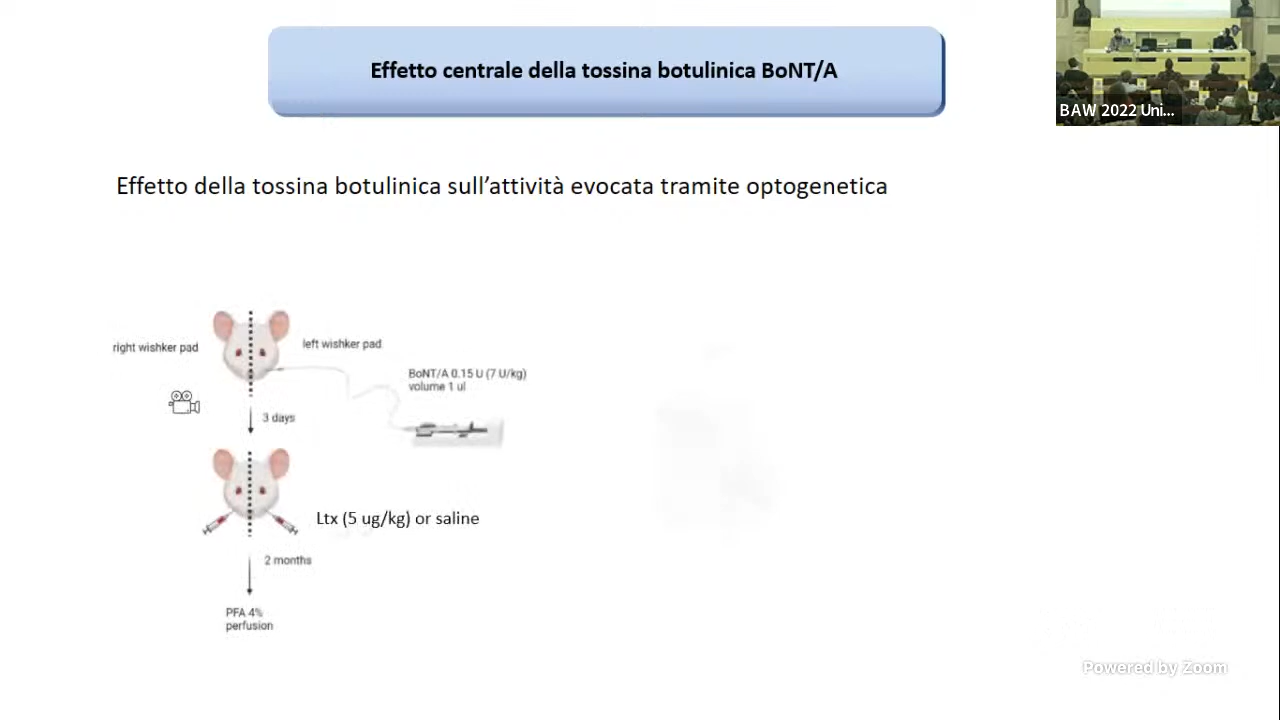 Effetto centrale della tossina botulinica BoNT/A
BAW 2022 Uni...
Effetto della tossina botulinica sull'attività evocata tramite optogenetica
right wishker pad
left wishker pad
BoNT/A 0.15 U (7 U/kg)
volume 1 ul
3 days
Ltx (5 ug/kg) or saline
2 months
PFA 4%
perfusion
Powered by Zoom